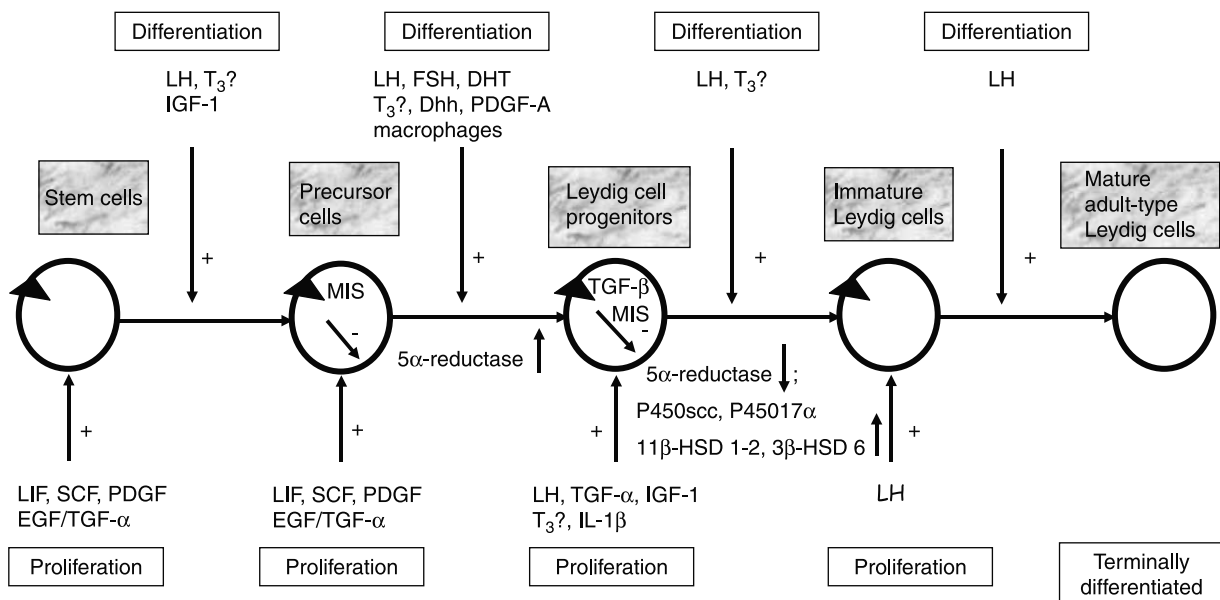 Differentiation
Differentiation
Differentiation
Differentiation
LH, T₃?
IGF-1
LH, FSH, DHT
T₃?, Dhh, PDGF-A
macrophages
LH, T₃?
LH
Stem cells
Precursor
cells
Leydig cell
progenitors
Immature
Leydig cells
Mature
adult-type
Leydig cells
+
+
+
+
MIS
-
TGF-β
MIS
-
5α-reductase
5α-reductase ;
P450scc, P45017α
11β-HSD 1-2, 3β-HSD 6
+
+
+
+
LIF, SCF, PDGF
EGF/TGF-α
LIF, SCF, PDGF
EGF/TGF-α
LH, TGF-α, IGF-1
T₃?, IL-1β
LH
Proliferation
Proliferation
Proliferation
Proliferation
Terminally
differentiated